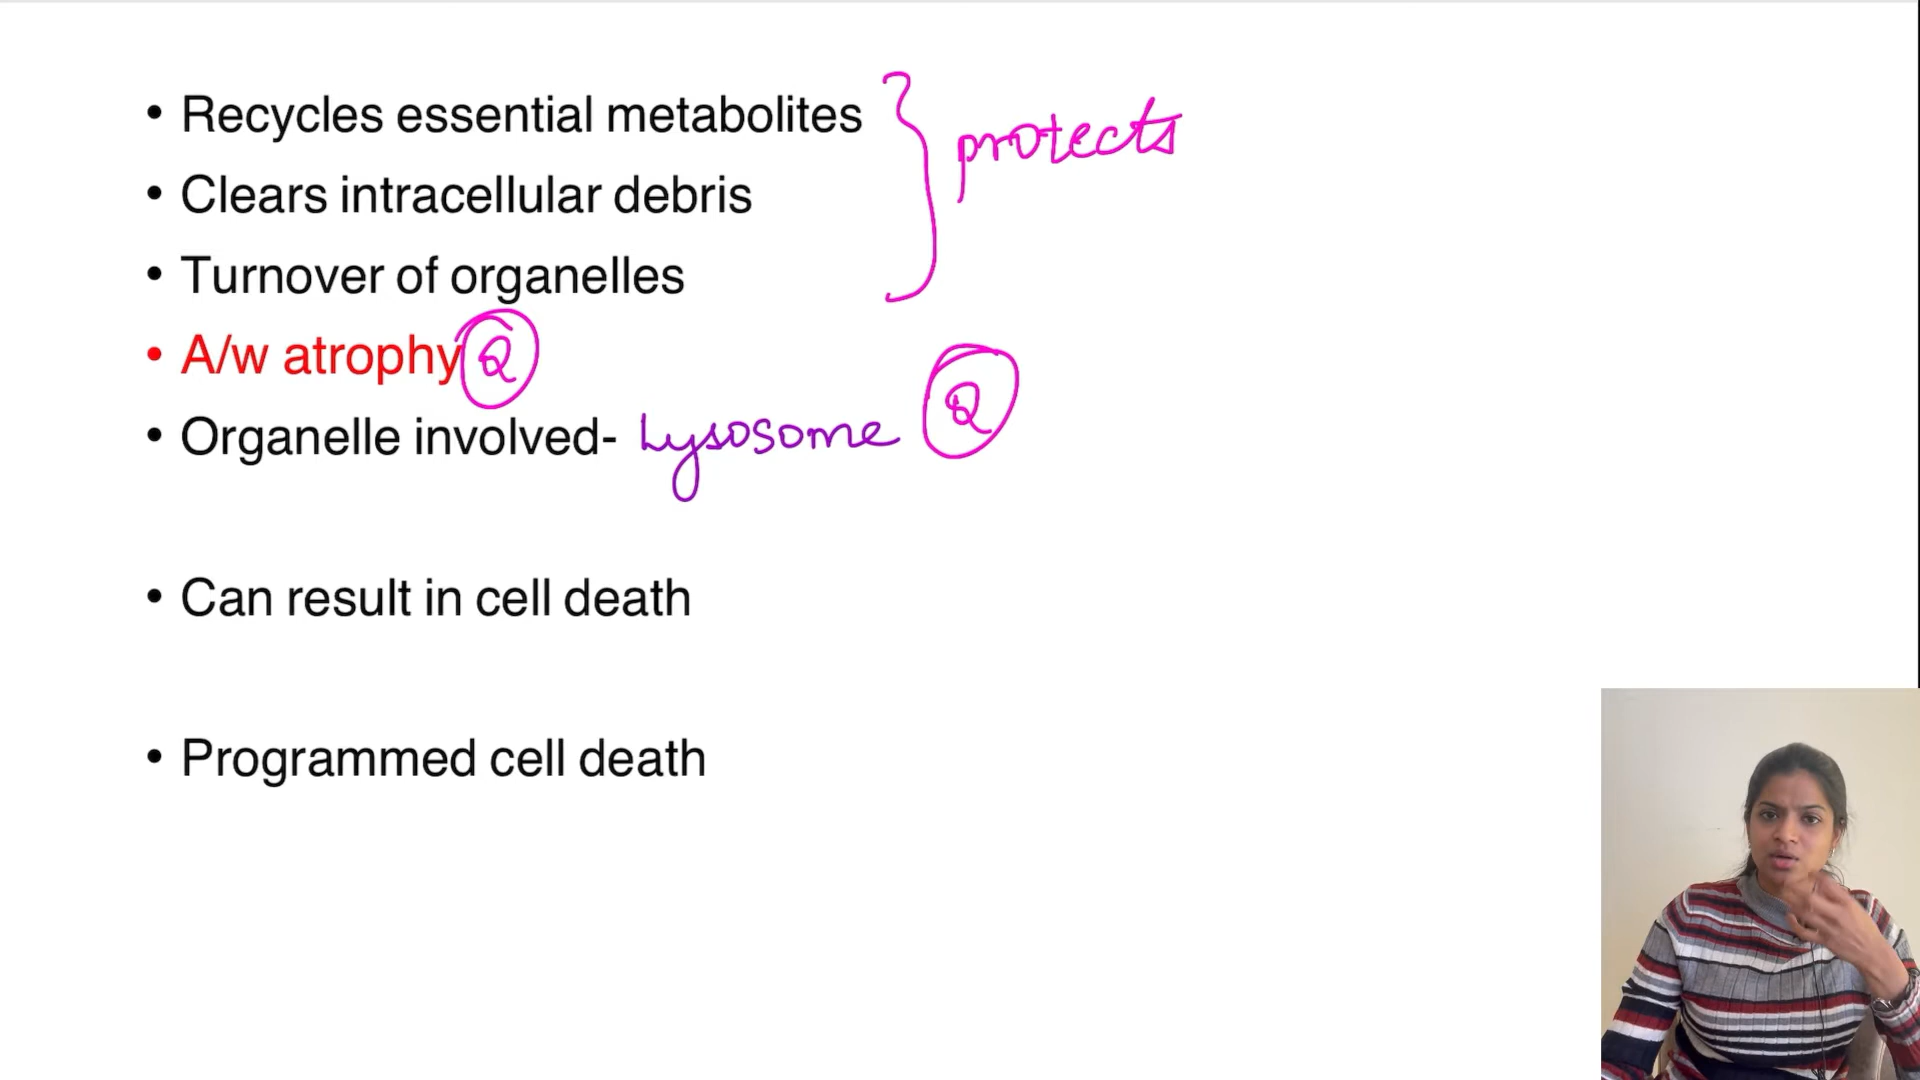 • Recycles essential metabolites
protects
• Clears intracellular debris
• Turnover of organelles
• A/w atrophy Q
• Organelle involved- Lysosome Q
• Can result in cell death
• Programmed cell death